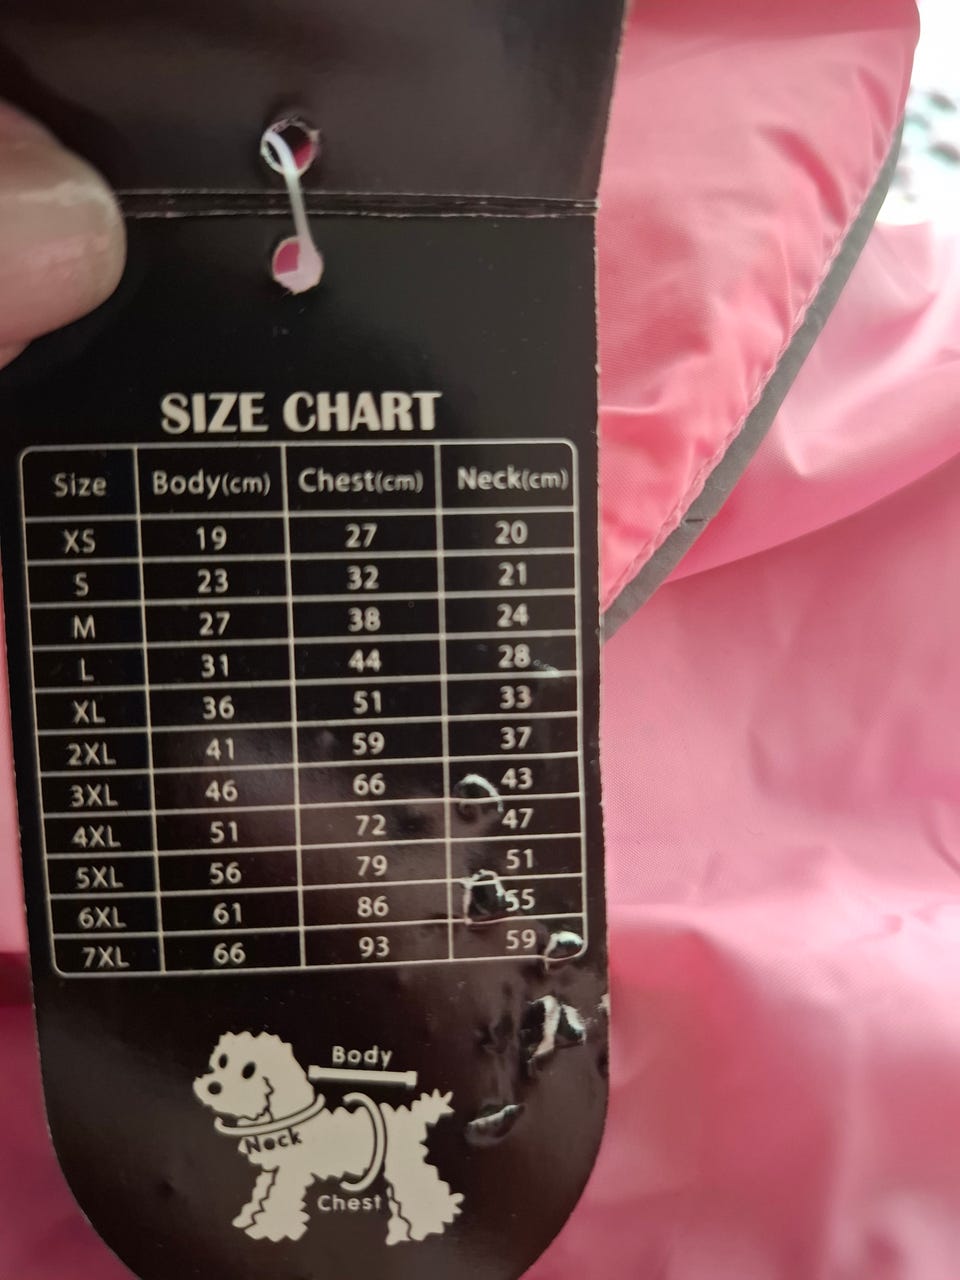 SIZE CHART
Size Body(cm) Chest(cm) Neck(cm)
XS 19 27 20
S 23 32 21
M 27 38 24
L 31 44 28
XL 36 51 33
2XL 41 59 37
3XL 46 66 43
4XL 51 72 47
5XL 56 79 51
6XL 61 86 55
7XL 66 93 59
Body
Neck
Chest